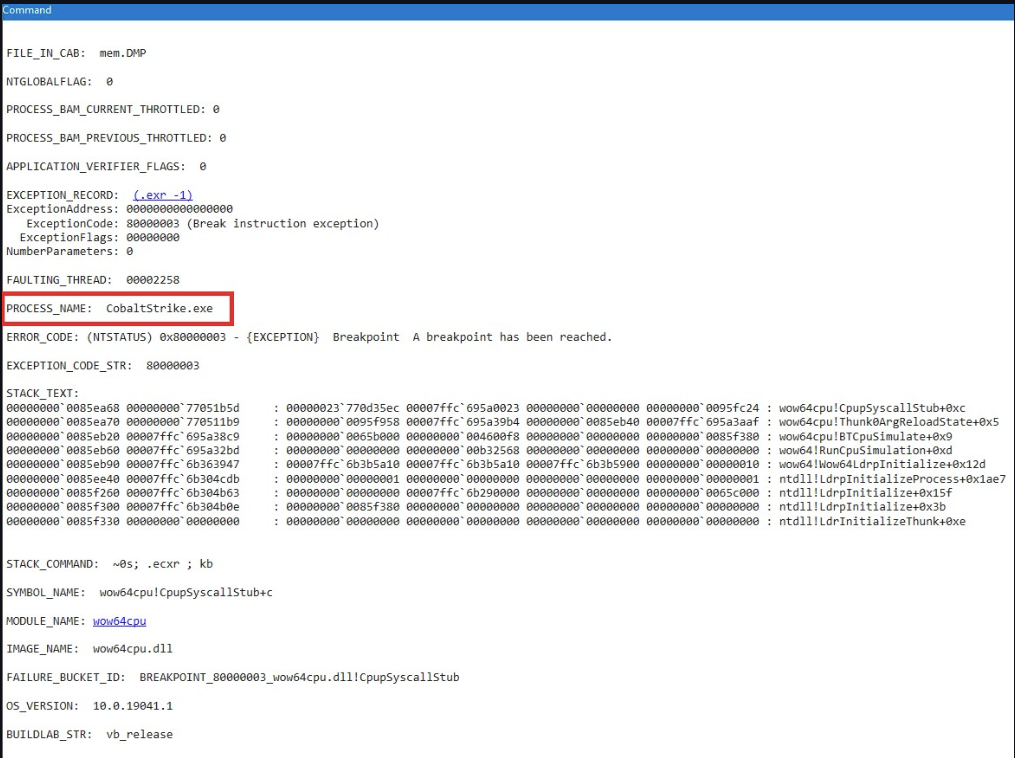 Command
FILE_IN_CAB:  mem.DMP
NTGLOBALFLAG:  0
PROCESS_BAM_CURRENT_THROTTLED: 0
PROCESS_BAM_PREVIOUS_THROTTLED: 0
APPLICATION_VERIFIER_FLAGS:  0
EXCEPTION_RECORD:  (.exr -1)
ExceptionAddress: 0000000000000000
   ExceptionCode: 80000003 (Break instruction exception)
  ExceptionFlags: 00000000
NumberParameters: 0
FAULTING_THREAD:  00002258
PROCESS_NAME:  CobaltStrike.exe
ERROR_CODE: (NTSTATUS) 0x80000003 - {EXCEPTION}  Breakpoint  A breakpoint has been reached.
EXCEPTION_CODE_STR:  80000003
STACK_TEXT:
00000000`0085ea68 00000000`77051b5d     : 00000023`770d35ec 00007ffc`695a0023 00000000`00000000 00000000`0095fc24 : wow64cpu!CpupSyscallStub+0xc
00000000`0085ea70 00000000`770511b9     : 00000000`0095f958 00007ffc`695a39b4 00000000`0085eb40 00007ffc`695a3aaf : wow64cpu!Thunk0ArgReloadState+0x5
00000000`0085eb20 00007ffc`695a38c9     : 00000000`0065b000 00000000`004600f8 00000000`00000000 00000000`0085f380 : wow64cpu!BTCpuSimulate+0x9
00000000`0085eb60 00007ffc`695a32bd     : 00000000`00000000 00000000`00b32568 00000000`00000000 00000000`00000000 : wow64!RunCpuSimulation+0xd
00000000`0085eb90 00007ffc`6b363947     : 00007ffc`6b3b5a10 00007ffc`6b3b5a10 00007ffc`6b3b5900 00000000`00000010 : wow64!Wow64LdrpInitialize+0x12d
00000000`0085ee40 00007ffc`6b304cdb     : 00000000`00000001 00000000`00000000 00000000`00000000 00000000`00000001 : ntdll!LdrpInitializeProcess+0x1ae7
00000000`0085f260 00007ffc`6b304b63     : 00000000`00000000 00007ffc`6b290000 00000000`00000000 00000000`0065c000 : ntdll!LdrpInitialize+0x15f
00000000`0085f300 00007ffc`6b304b0e     : 00000000`0085f380 00000000`00000000 00000000`00000000 00000000`00000000 : ntdll!LdrpInitialize+0x3b
00000000`0085f330 00000000`00000000     : 00000000`00000000 00000000`00000000 00000000`00000000 00000000`00000000 : ntdll!LdrInitializeThunk+0xe
STACK_COMMAND:  ~0s; .ecxr ; kb
SYMBOL_NAME:  wow64cpu!CpupSyscallStub+c
MODULE_NAME: wow64cpu
IMAGE_NAME:  wow64cpu.dll
FAILURE_BUCKET_ID:  BREAKPOINT_80000003_wow64cpu.dll!CpupSyscallStub
OS_VERSION:  10.0.19041.1
BUILDLAB_STR:  vb_release